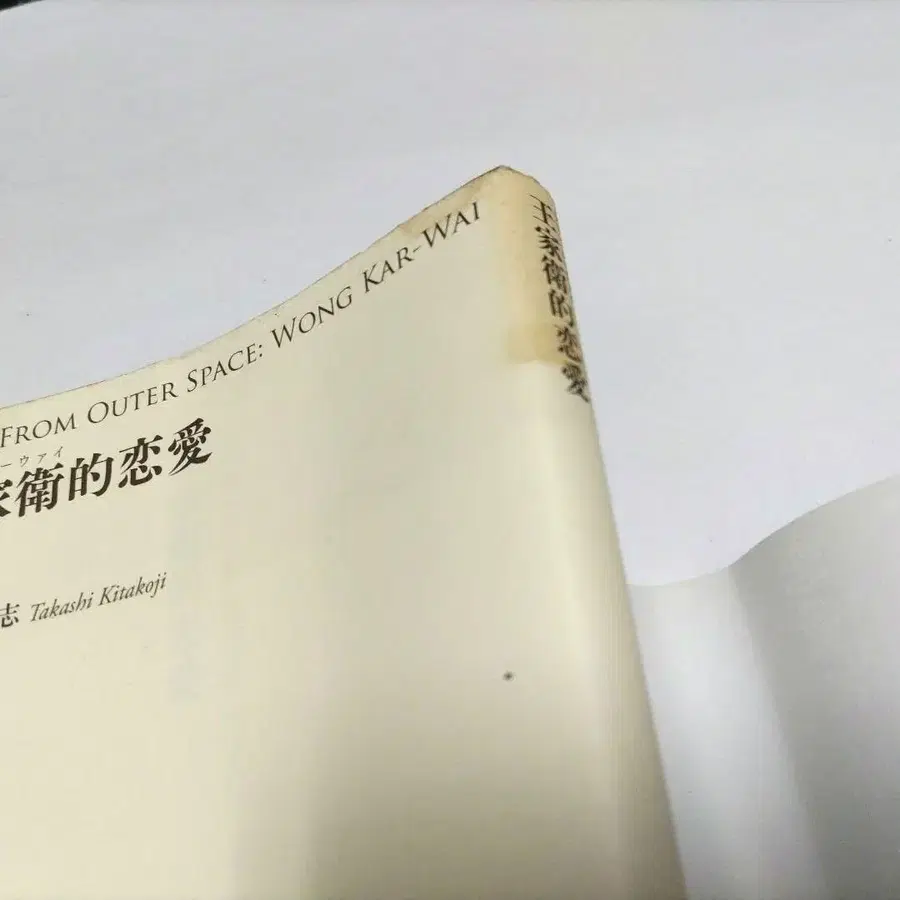 FROM OUTER SPACE: WONG KAR-WAI
ーウァイ
家衛的恋愛
志 Takashi Kitakoji
王家衛的恋愛